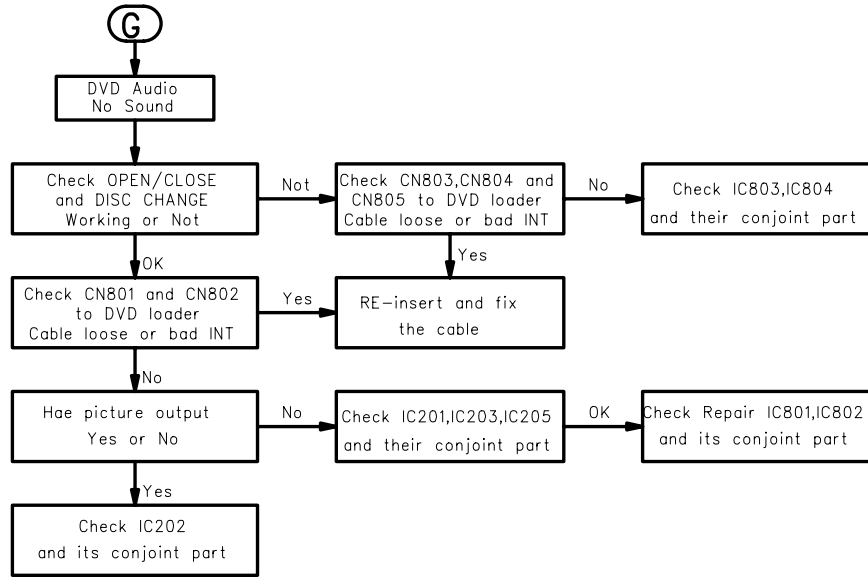 G
DVD Audio
No Sound
Check OPEN/CLOSE
and DISC CHANGE
Working or Not
Not
Check CN803,CN804 and
CN805 to DVD loader
Cable loose or bad INT
No
Check IC803,IC804
and their conjoint part
OK
Yes
Check CN801 and CN802
to DVD loader
Cable loose or bad INT
Yes
RE-insert and fix
the cable
No
Hae picture output
Yes or No
No
Check IC201,IC203,IC205
and their conjoint part
OK
Check Repair IC801,IC802
and its conjoint part
Yes
Check IC202
and its conjoint part